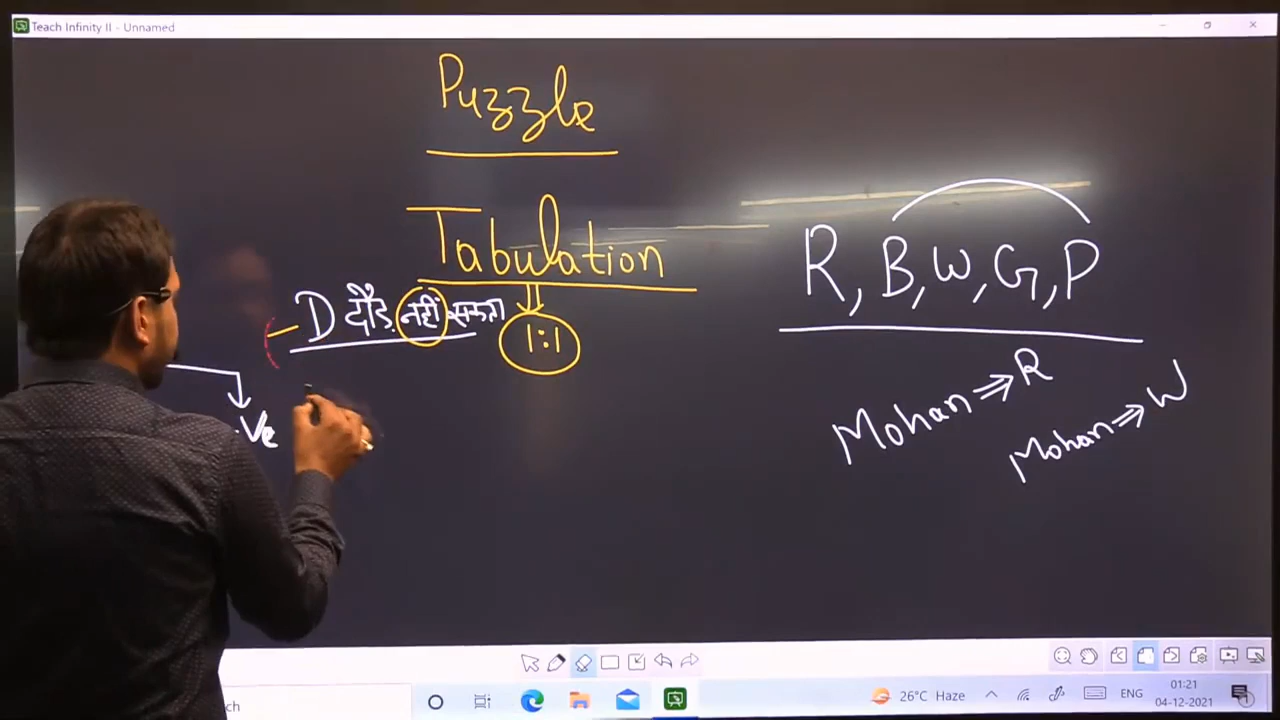 Teach Infinity II - Unnamed
Puzzle
Tabulation
R, B, W, G, P
D दौड़ नहीं सकता
1:1
Mohan ⇒ R
Mohan ⇒ W
-Ve
26°C Haze
ENG
01:21
04-12-2021